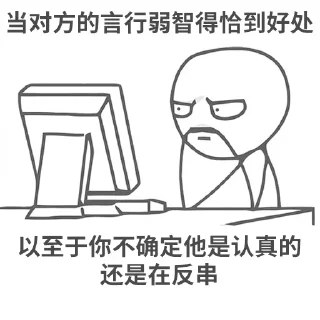 当对方的言行弱智得恰到好处
以至于你不确定他是认真的
还是在反串